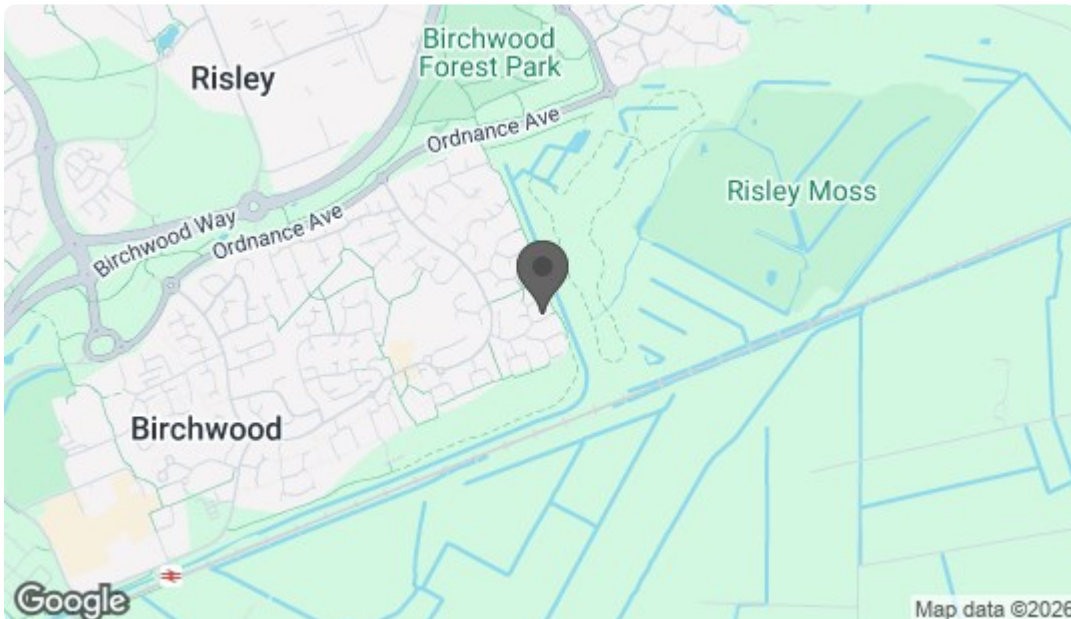 Birchwood
Forest Park
Risley
Ordnance Ave
Risley Moss
Birchwood Way
Ordnance Ave
Birchwood
Google
Map data ©2026